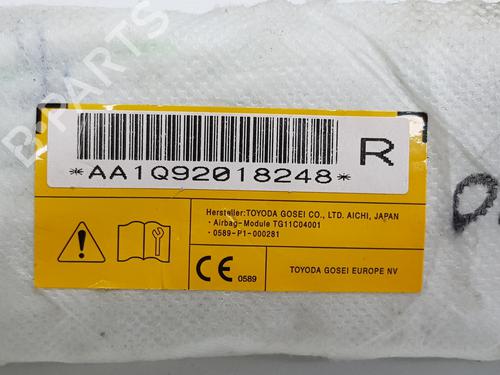 *AA1Q92018248*
R
Hersteller:TOYODA GOSEI CO., LTD. AICHI, JAPAN
・Airbag-Module TG11C04001
・0589-P1-000281
CE 0589
TOYODA GOSEI EUROPE NV
B-PARTS